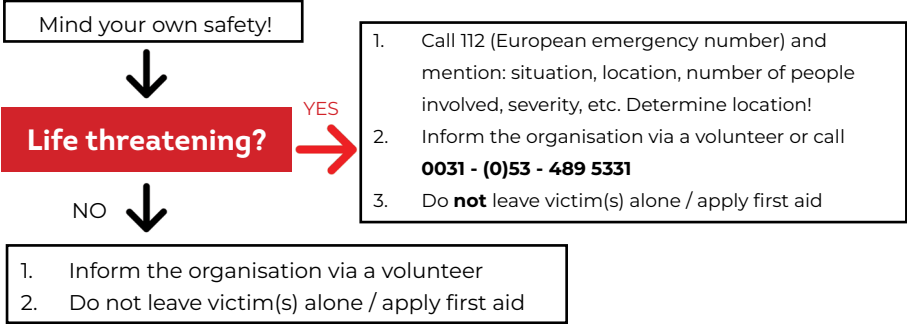 Mind your own safety!
Life threatening?
YES
1. Call 112 (European emergency number) and
mention: situation, location, number of people
involved, severity, etc. Determine location!
2. Inform the organisation via a volunteer or call
0031 - (0)53 - 489 5331
3. Do not leave victim(s) alone / apply first aid
NO
1. Inform the organisation via a volunteer
2. Do not leave victim(s) alone / apply first aid